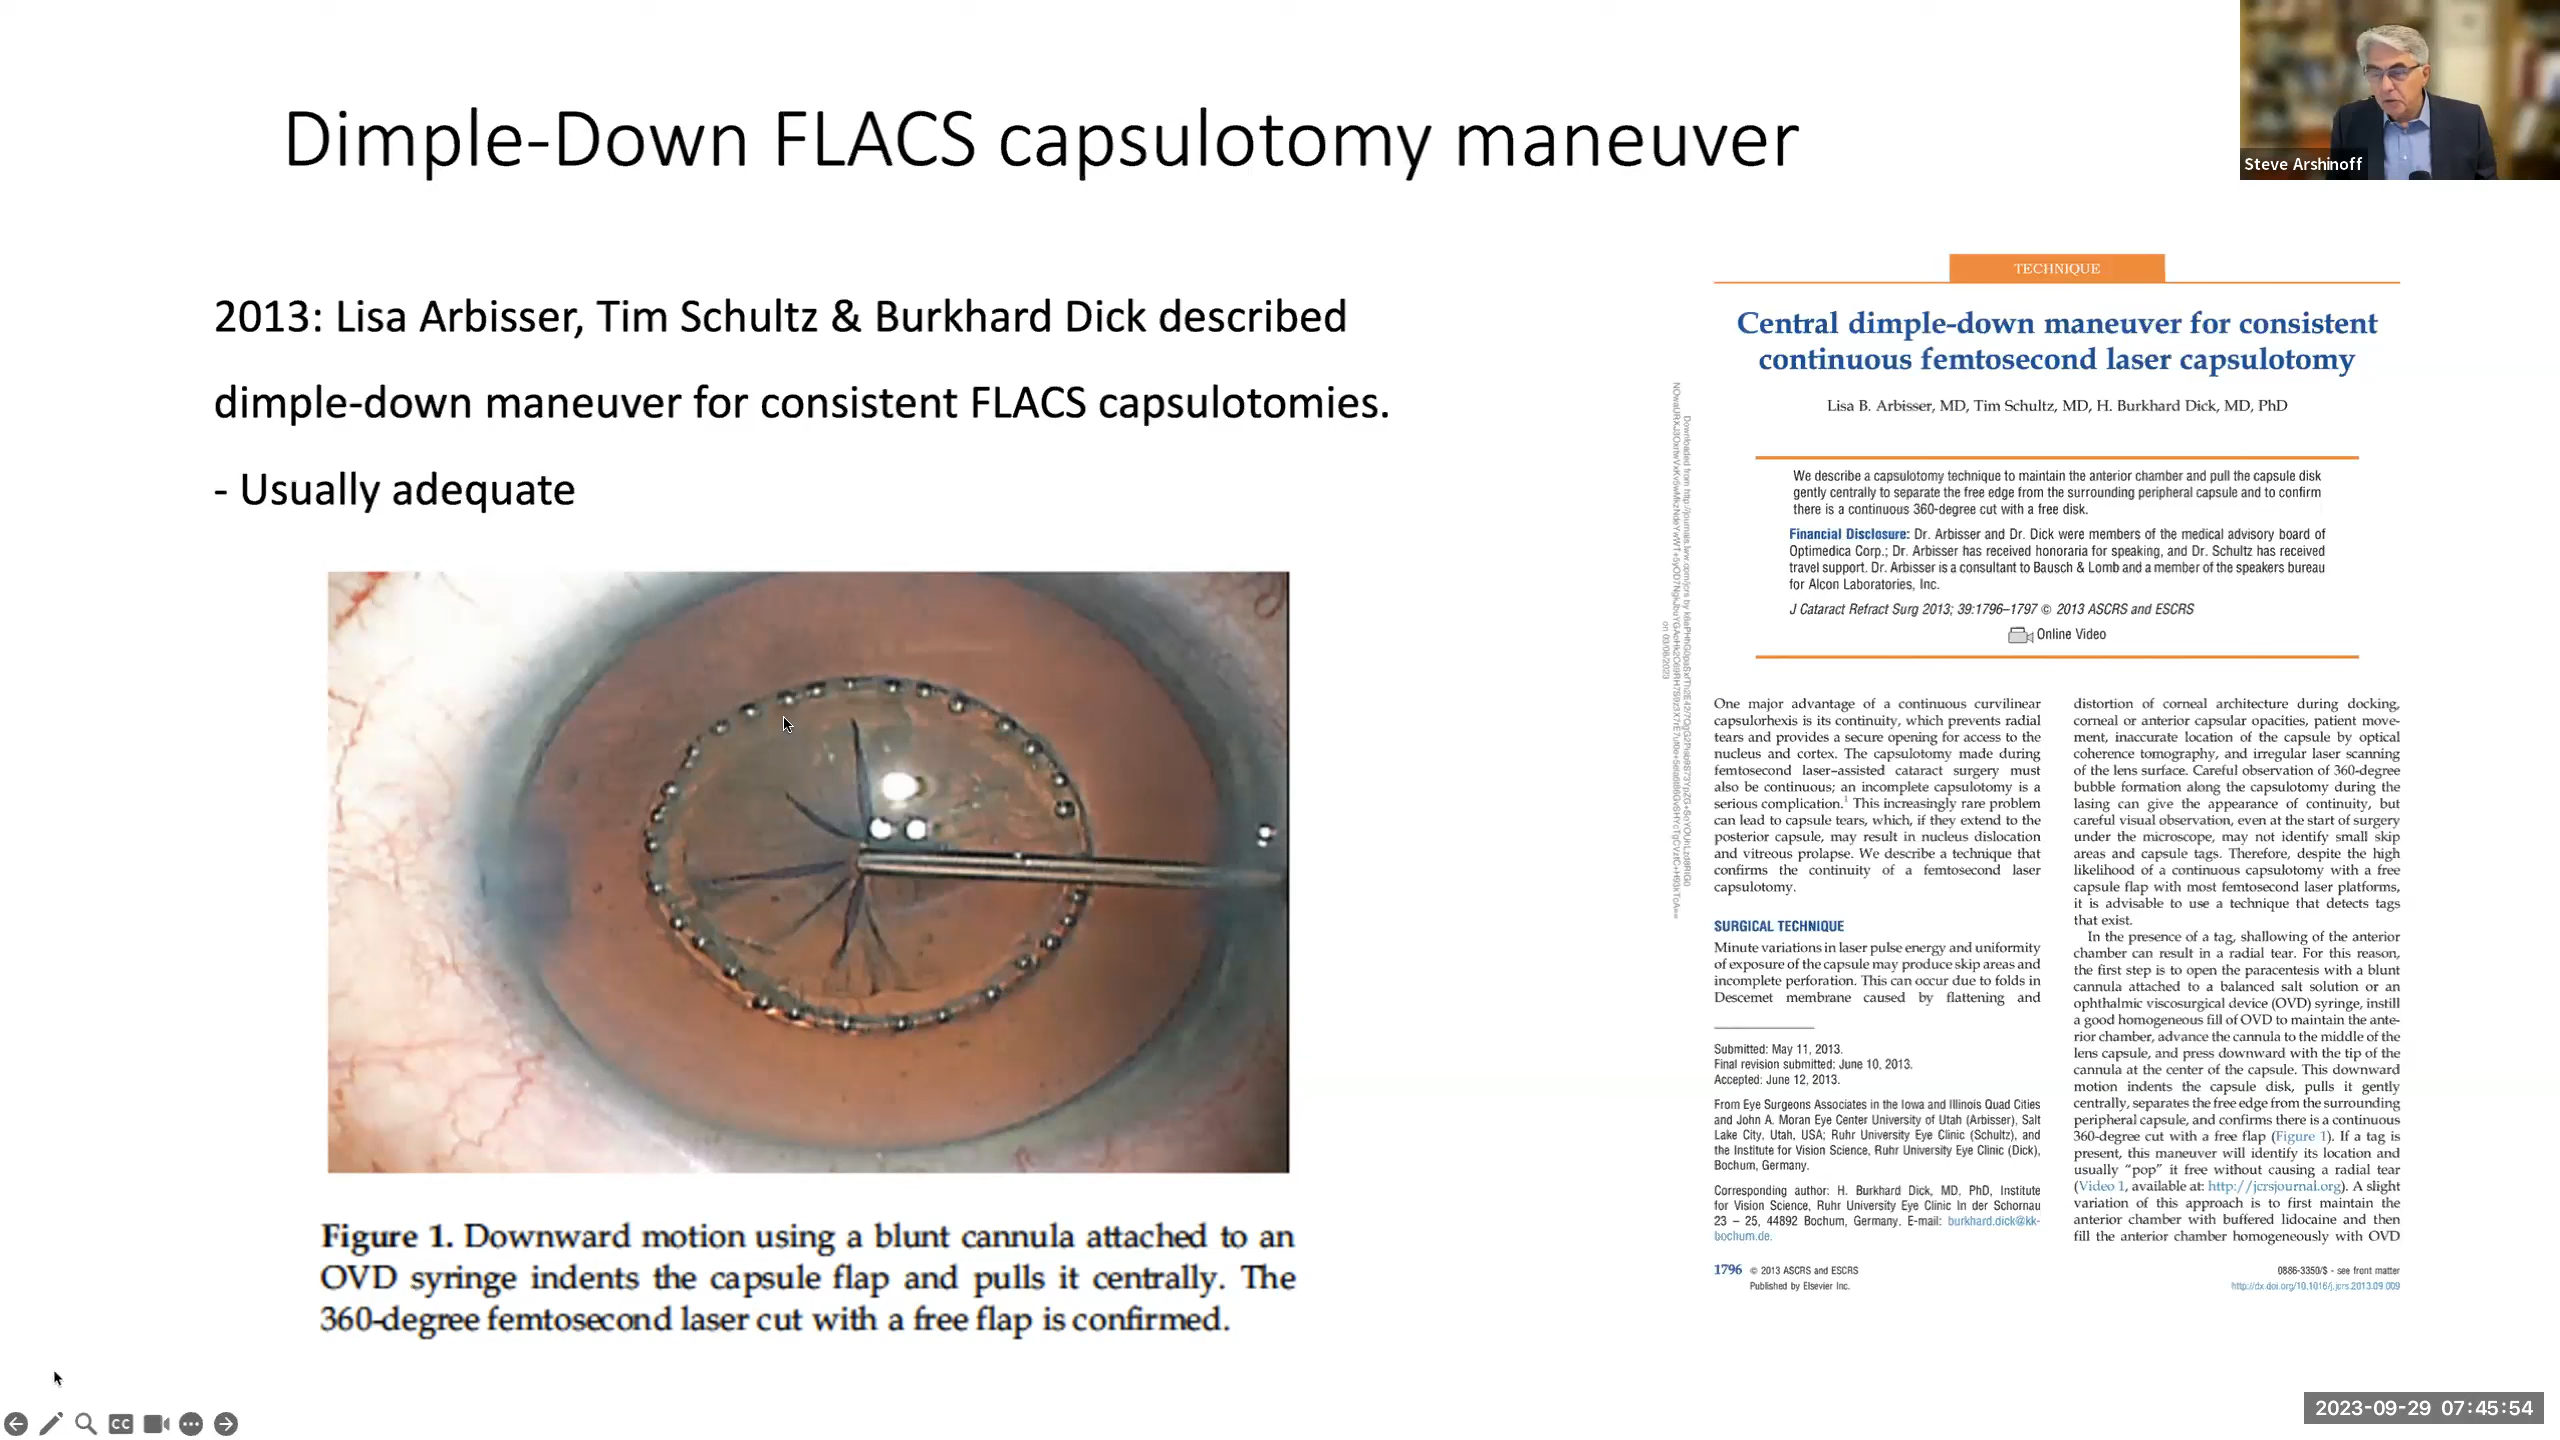 Dimple-Down FLACS capsulotomy maneuver
Steve Arshinoff
2013: Lisa Arbisser, Tim Schultz & Burkhard Dick described
dimple-down maneuver for consistent FLACS capsulotomies.
- Usually adequate
Figure 1. Downward motion using a blunt cannula attached to an
OVD syringe indents the capsule flap and pulls it centrally. The
360-degree femtosecond laser cut with a free flap is confirmed.
TECHNIQUE
Central dimple-down maneuver for consistent
continuous femtosecond laser capsulotomy
Lisa B. Arbisser, MD, Tim Schultz, MD, H. Burkhard Dick, MD, PhD
We describe a capsulotomy technique to maintain the anterior chamber and pull the capsule disk
gently centrally to separate the free edge from the surrounding peripheral capsule and to confirm
there is a continuous 360-degree cut with a free disk.
Financial Disclosure: Dr. Arbisser and Dr. Dick were members of the medical advisory board of
Optimedica Corp.; Dr. Arbisser has received honoraria for speaking, and Dr. Schultz has received
travel support. Dr. Arbisser is a consultant to Bausch & Lomb and a member of the speakers bureau
for Alcon Laboratories, Inc.
J Cataract Refract Surg 2013; 39:1796–1797 © 2013 ASCRS and ESCRS
Online Video
One major advantage of a continuous curvilinear
capsulorhexis is its continuity, which prevents radial
tears and provides a secure opening for access to the
nucleus and cortex. The capsulotomy made during
femtosecond laser–assisted cataract surgery must
also be continuous; an incomplete capsulotomy is a
serious complication.1 This increasingly rare problem
can lead to capsule tears, which, if they extend to the
posterior capsule, may result in nucleus dislocation
and vitreous prolapse. We describe a technique that
confirms the continuity of a femtosecond laser
capsulotomy.
SURGICAL TECHNIQUE
Minute variations in laser pulse energy and uniformity
of exposure of the capsule may produce skip areas and
incomplete perforation. This can occur due to folds in
Descemet membrane caused by flattening and
Submitted: May 11, 2013.
Final revision submitted: June 10, 2013.
Accepted: June 12, 2013.
From Eye Surgeons Associates in the Iowa and Illinois Quad Cities
and John A. Moran Eye Center University of Utah (Arbisser), Salt
Lake City, Utah, USA; Ruhr University Eye Clinic (Schultz), and
the Institute for Vision Science, Ruhr University Eye Clinic (Dick),
Bochum, Germany.
Corresponding author: H. Burkhard Dick, MD, PhD, Institute
for Vision Science, Ruhr University Eye Clinic In der Schornau
23 – 25, 44892 Bochum, Germany. E-mail: burkhard.dick@kk-
bochum.de.
distortion of corneal architecture during docking,
corneal or anterior capsular opacities, patient move-
ment, inaccurate location of the capsule by optical
coherence tomography, and irregular laser scanning
of the lens surface. Careful observation of 360-degree
bubble formation along the capsulotomy during the
lasing can give the appearance of continuity, but
careful visual observation, even at the start of surgery
under the microscope, may not identify small skip
areas and capsule tags. Therefore, despite the high
likelihood of a continuous capsulotomy with a free
capsule flap with most femtosecond laser platforms,
it is advisable to use a technique that detects tags
that exist.
In the presence of a tag, shallowing of the anterior
chamber can result in a radial tear. For this reason,
the first step is to open the paracentesis with a blunt
cannula attached to a balanced salt solution or an
ophthalmic viscosurgical device (OVD) syringe, instill
a good homogeneous fill of OVD to maintain the ante-
rior chamber, advance the cannula to the middle of the
lens capsule, and press downward with the tip of the
cannula at the center of the capsule. This downward
motion indents the capsule disk, pulls it gently
centrally, separates the free edge from the surrounding
peripheral capsule, and confirms there is a continuous
360-degree cut with a free flap (Figure 1). If a tag is
present, this maneuver will identify its location and
usually “pop” it free without causing a radial tear
(Video 1, available at: http://jcrsjournal.org). A slight
variation of this approach is to first maintain the
anterior chamber with buffered lidocaine and then
fill the anterior chamber homogeneously with OVD
1796 © 2013 ASCRS and ESCRS
Published by Elsevier Inc.
0886-3350/$ - see front matter
http://dx.doi.org/10.1016/j.jcrs.2013.09.009
CC
2023-09-29 07:45:54